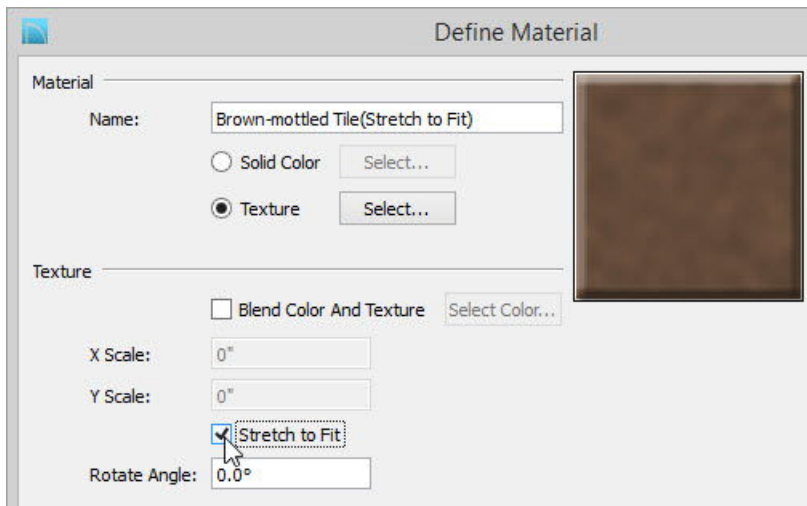 Define Material
Material
Name: Brown-mottled Tile(Stretch to Fit)
Solid Color Select...
Texture Select...
Texture
Blend Color And Texture Select Color...
X Scale: 0"
Y Scale: 0"
Stretch to Fit
Rotate Angle: 0.0°